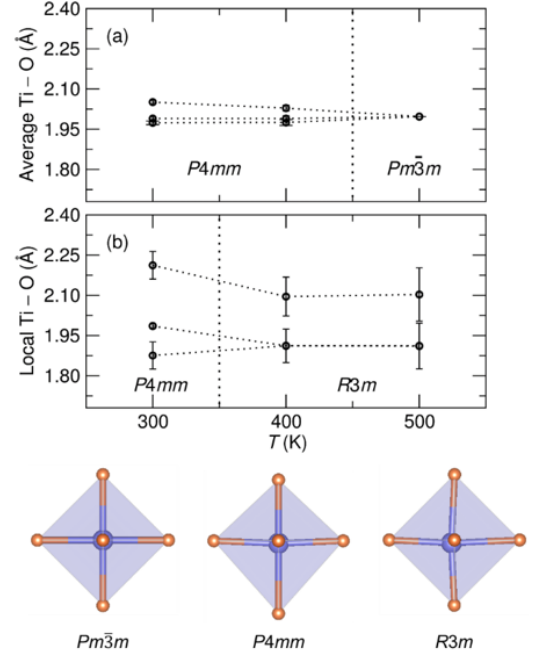 2.40
(a)
2.25
2.10
1.95
1.80
Average Ti – O (Å)
P4mm
Pm3̄m
2.40
(b)
2.25
2.10
1.95
1.80
Local Ti – O (Å)
P4mm
R3m
300 400 500
T (K)
Pm3̄m P4mm R3m